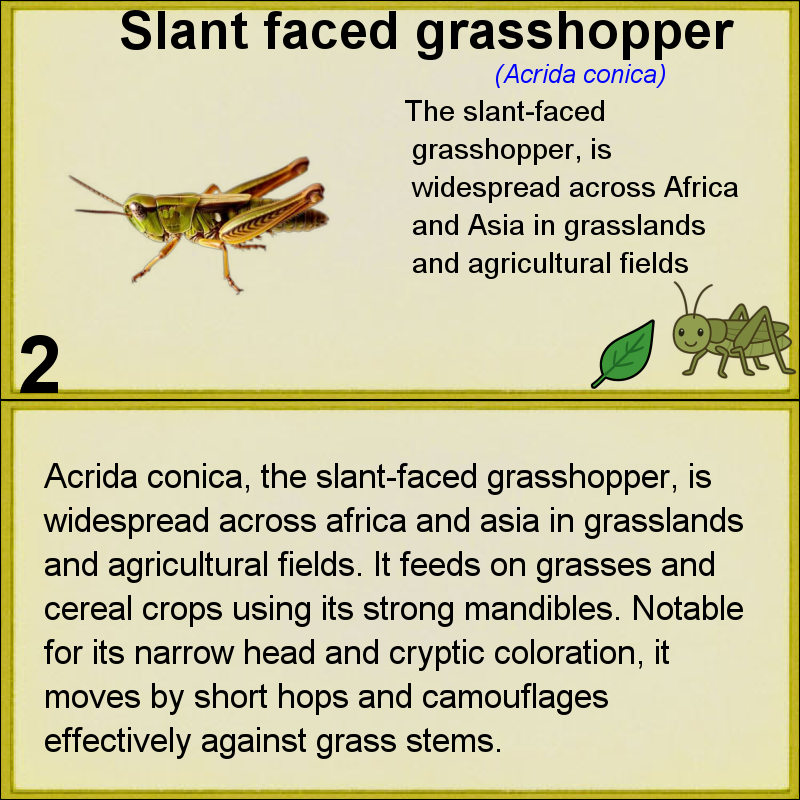 Slant faced grasshopper
(Acrida conica)
The slant-faced
grasshopper, is
widespread across Africa
and Asia in grasslands
and agricultural fields
2
Acrida conica, the slant-faced grasshopper, is
widespread across africa and asia in grasslands
and agricultural fields. It feeds on grasses and
cereal crops using its strong mandibles. Notable
for its narrow head and cryptic coloration, it
moves by short hops and camouflages
effectively against grass stems.